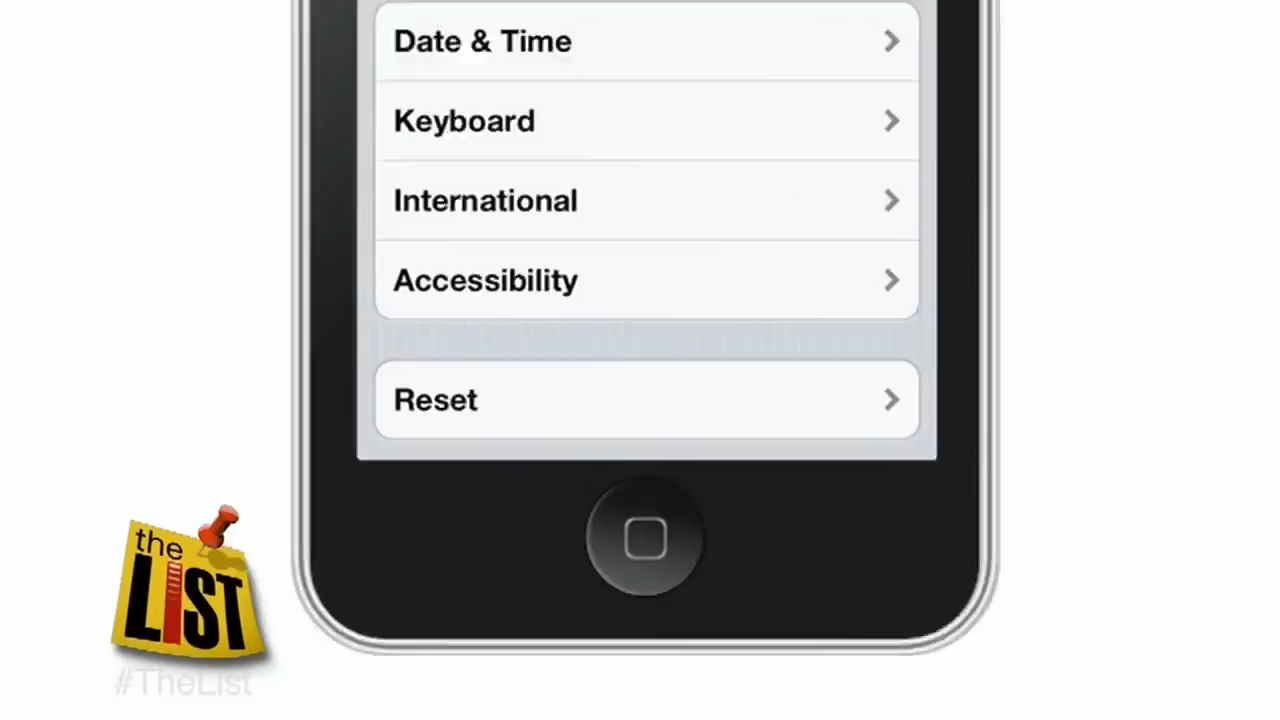 Date & Time
Keyboard
International
Accessibility
Reset
the
LIST
#TheList